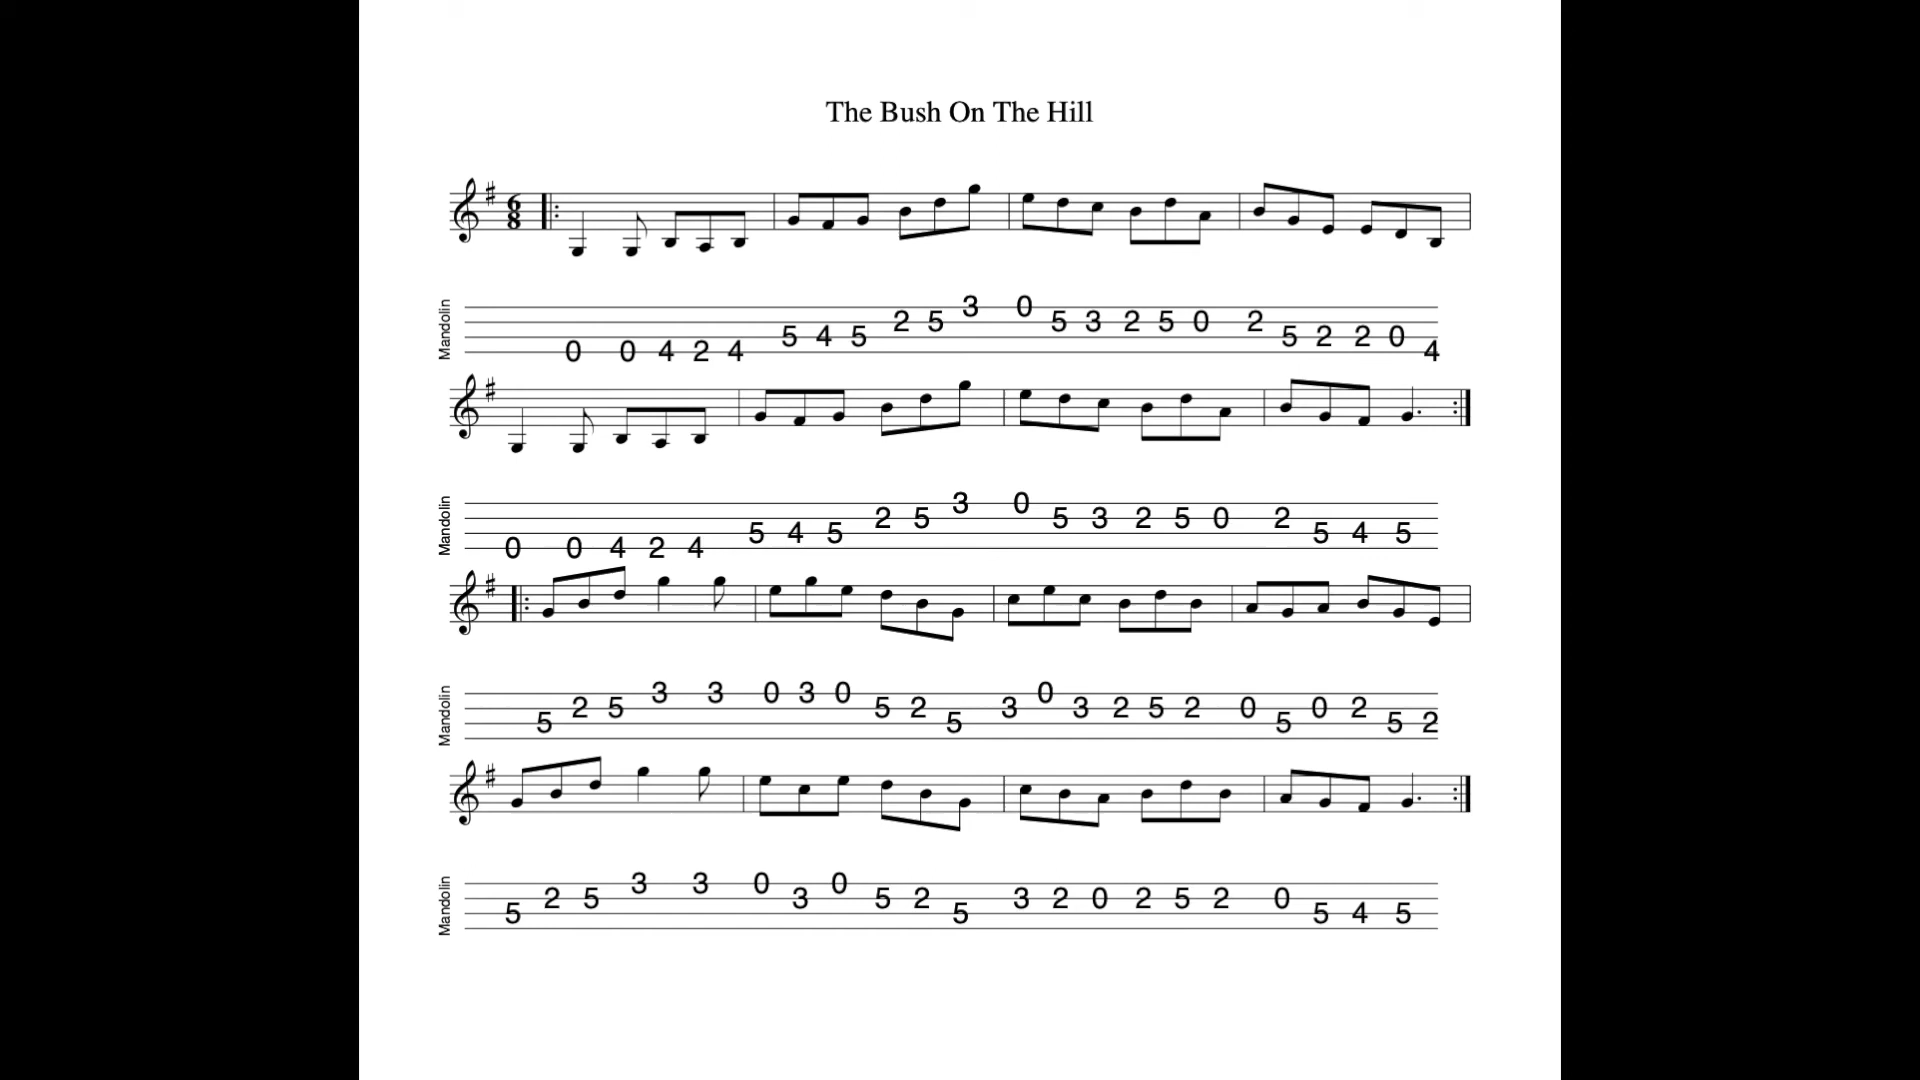 The Bush On The Hill
6
8
Mandolin 0 0 4 2 4 5 4 5 2 5 3 0 5 3 2 5 0 2 5 2 2 0 4
Mandolin 0 0 4 2 4 5 4 5 2 5 3 0 5 3 2 5 0 2 5 4 5
Mandolin 5 2 5 3 3 0 3 0 5 2 5 3 0 3 2 5 2 0 5 0 2 5 2
Mandolin 5 2 5 3 3 0 3 0 5 2 5 3 2 0 2 5 2 0 5 4 5